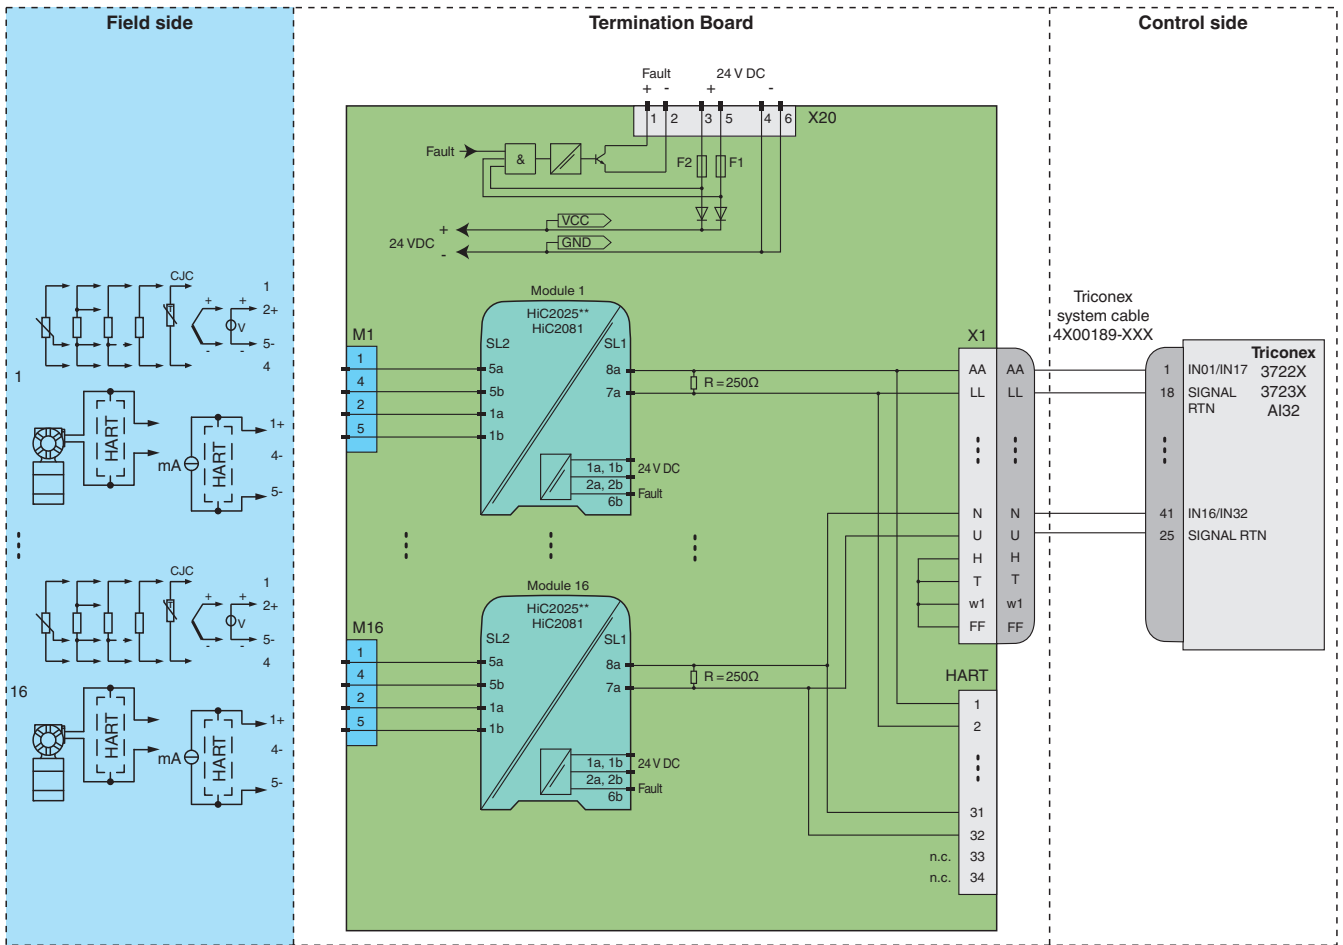 Field side
Termination Board
Control side
Fault
24 V DC
+ - + -
1 2 3 5 4 6
X20
Fault
&
F2
F1
VCC
GND
24 VDC
+
-
CJC
1
2+
5-
4
+
-
+
-
T
V
1
HART
mA
HART
1+
4-
5-
CJC
1
2+
5-
4
+
-
+
-
T
V
16
HART
mA
HART
1+
4-
5-
M1
1
4
2
5
Module 1
HiC2025**
HiC2081
SL2
SL1
5a
5b
1a
1b
8a
7a
1a, 1b
2a, 2b
6b
24 V DC
Fault
R = 250Ω
M16
1
4
2
5
Module 16
HiC2025**
HiC2081
SL2
SL1
5a
5b
1a
1b
8a
7a
1a, 1b
2a, 2b
6b
24 V DC
Fault
R = 250Ω
X1
AA AA
LL LL
N N
U U
H H
T T
w1 w1
FF FF
HART
1
2
31
32
n.c. 33
n.c. 34
Triconex
system cable
4X00189-XXX
1 IN01/IN17
18 SIGNAL
RTN
41 IN16/IN32
25 SIGNAL RTN
Triconex
3722X
3723X
AI32